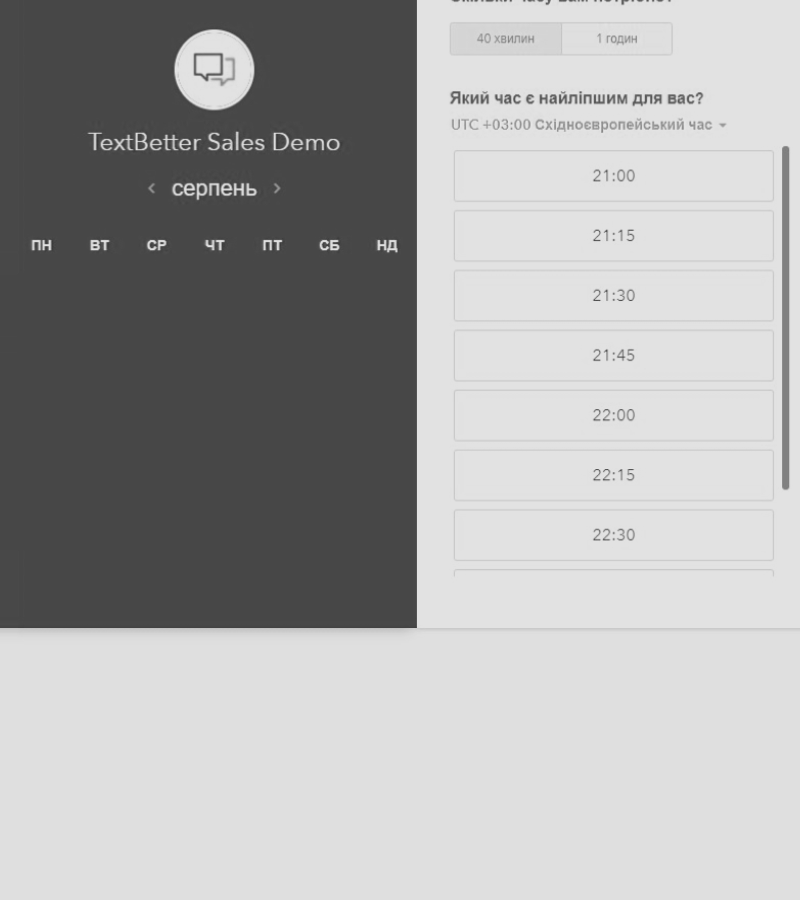 TextBetter Sales Demo
серпень
ПН ВТ СР ЧТ ПТ СБ НД
40 хвилин 1 годин
Який час є найліпшим для вас?
UTC +03:00 Східноєвропейський час
21:00
21:15
21:30
21:45
22:00
22:15
22:30